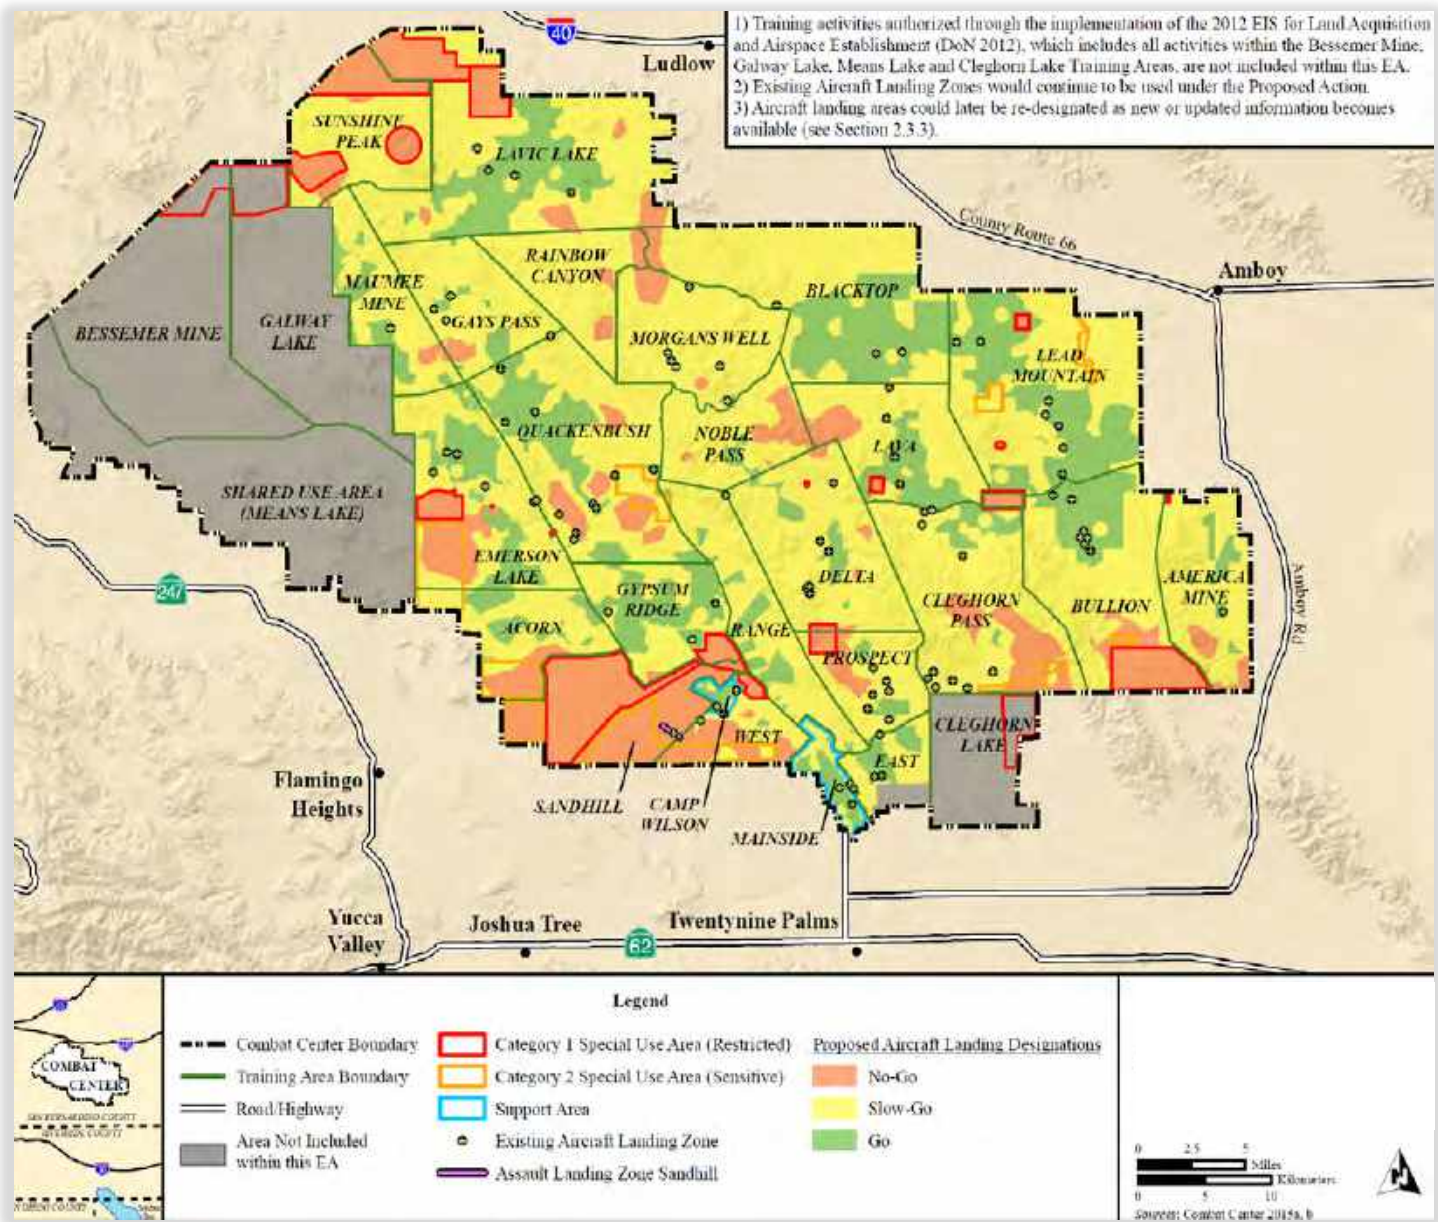 1) Training activities authorized through the implementation of the 2012 EIS for Land Acquisition
and Airspace Establishment (DoN 2012), which includes all activities within the Bessemer Mine,
Galway Lake, Means Lake and Cleghorn Lake Training Areas, are not included within this EA.
2) Existing Aircraft Landing Zones would continue to be used under the Proposed Action.
3) Aircraft landing areas could later be re-designated as new or updated information becomes
available (see Section 2.3.3).
40
Ludlow
SUNSHINE
PEAK
LAVIC LAKE
County Route 66
Amboy
RAINBOW
CANYON
MAUMEE
MINE
BLACKTOP
BESSEMER MINE
GALWAY
LAKE
GAYS PASS
MORGANS WELL
LEAD
MOUNTAIN
QUACKENBUSH
NOBLE
PASS
LAVA
SHARED USE AREA
(MEANS LAKE)
EMERSON
LAKE
GYPSUM
RIDGE
DELTA
CLEGHORN
PASS
BULLION
AMERICA
MINE
Amboy Rd
247
ACORN
RANGE
PROSPECT
WEST
CLEGHORN
LAKE
EAST
Flamingo
Heights
SANDHILL
CAMP
WILSON
MAINSIDE
Yucca
Valley
Joshua Tree
62
Twentynine Palms
COMBAT
CENTER
SAN BERNARDINO COUNTY
RIVERSIDE COUNTY
Legend
Combat Center Boundary
Training Area Boundary
Road/Highway
Area Not Included
within this EA
Category 1 Special Use Area (Restricted)
Category 2 Special Use Area (Sensitive)
Support Area
Existing Aircraft Landing Zone
Assault Landing Zone Sandhill
Proposed Aircraft Landing Designations
No-Go
Slow-Go
Go
0 2.5 5
Miles
Kilometers
0 5 10
Sources: Combat Center 2015a, b